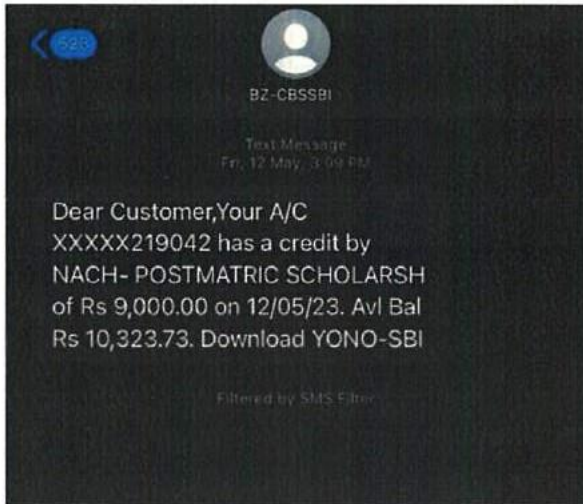 528
BZ-CBSSBI
Text Message
Fri, 12 May, 3:09 PM
Dear Customer,Your A/C
XXXXX219042 has a credit by
NACH- POSTMATRIC SCHOLARSH
of Rs 9,000.00 on 12/05/23. Avl Bal
Rs 10,323.73. Download YONO-SBI
Filtered by SMS Filter